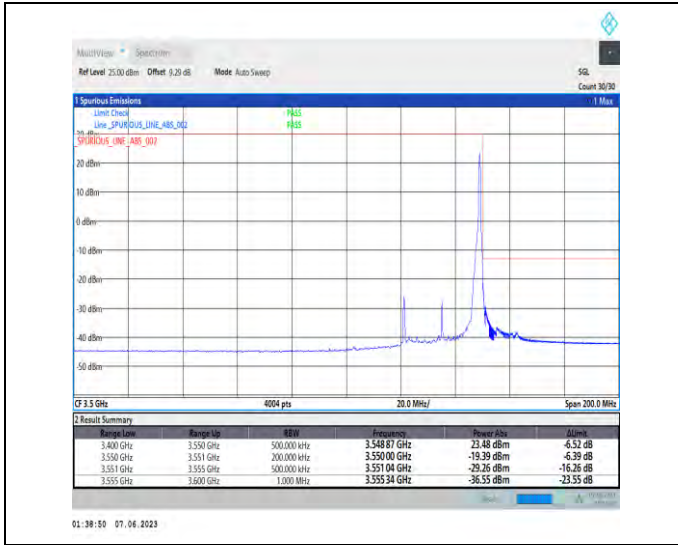 MultiView Spectrum
Ref Level 25.00 dBm Offset 9.29 dB Mode Auto Sweep SGL
Count 30/30
1 Spurious Emissions 1 Max
Limit Check PASS
Line _SPURIOUS_LINE_ABS_002 PASS
_SPURIOUS_LINE_ABS_002
20 dBm
10 dBm
0 dBm
-10 dBm
-20 dBm
-30 dBm
-40 dBm
-50 dBm
CF 3.5 GHz 4004 pts 20.0 MHz/ Span 200.0 MHz
2 Result Summary
Range Low Range Up RBW Frequency Power Abs ΔLimit
3.400 GHz 3.550 GHz 500.000 kHz 3.548 87 GHz 23.48 dBm -6.52 dB
3.550 GHz 3.551 GHz 200.000 kHz 3.550 00 GHz -19.39 dBm -6.39 dB
3.551 GHz 3.555 GHz 500.000 kHz 3.551 04 GHz -29.26 dBm -16.26 dB
3.555 GHz 3.600 GHz 1.000 MHz 3.555 34 GHz -36.55 dBm -23.55 dB
01:38:50 07.06.2023